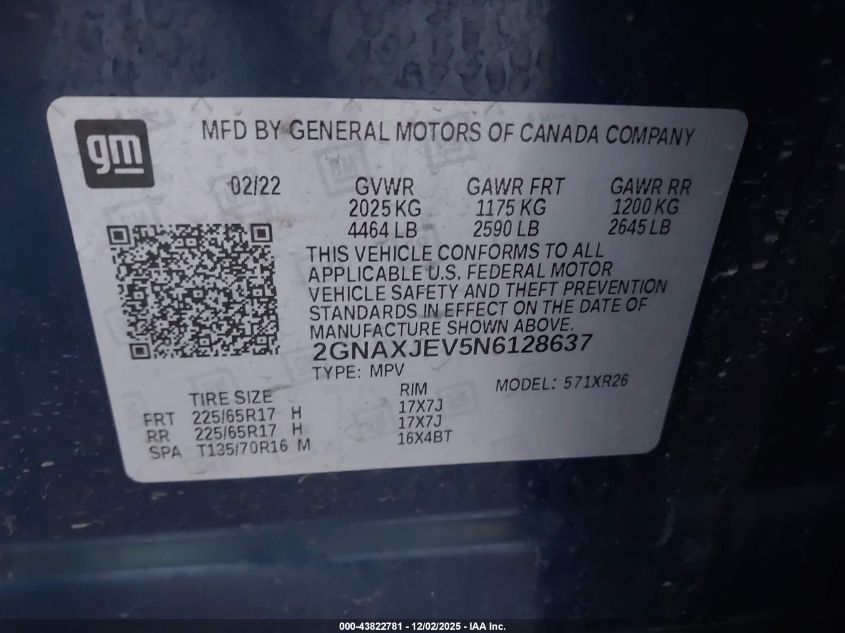 gm
MFD BY GENERAL MOTORS OF CANADA COMPANY
02/22 GVWR GAWR FRT GAWR RR
2025 KG 1175 KG 1200 KG
4464 LB 2590 LB 2645 LB
THIS VEHICLE CONFORMS TO ALL
APPLICABLE U.S. FEDERAL MOTOR
VEHICLE SAFETY AND THEFT PREVENTION
STANDARDS IN EFFECT ON THE DATE OF
MANUFACTURE SHOWN ABOVE.
2GNAXJEV5N6128637
TYPE: MPV MODEL: 571XR26
TIRE SIZE RIM
FRT 225/65R17 H 17X7J
RR 225/65R17 H 17X7J
SPA T135/70R16 M 16X4BT
000-43822781 - 12/02/2025 - IAA Inc.